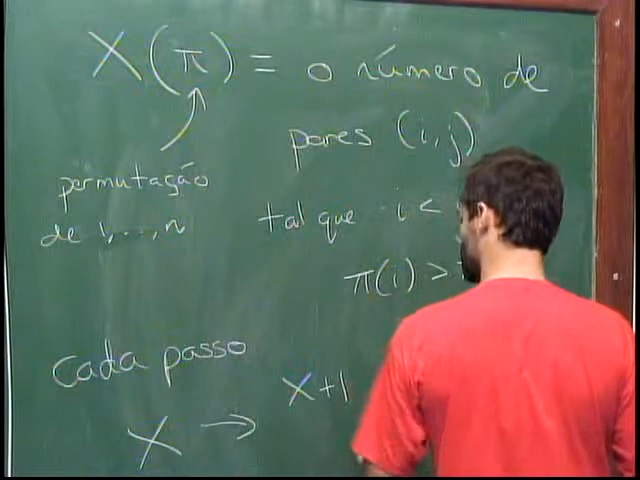 X(π) = o número de
pares (i,j)
permutação
de 1,...,n
tal que i <
π(i) >
Cada passo
X → X+1